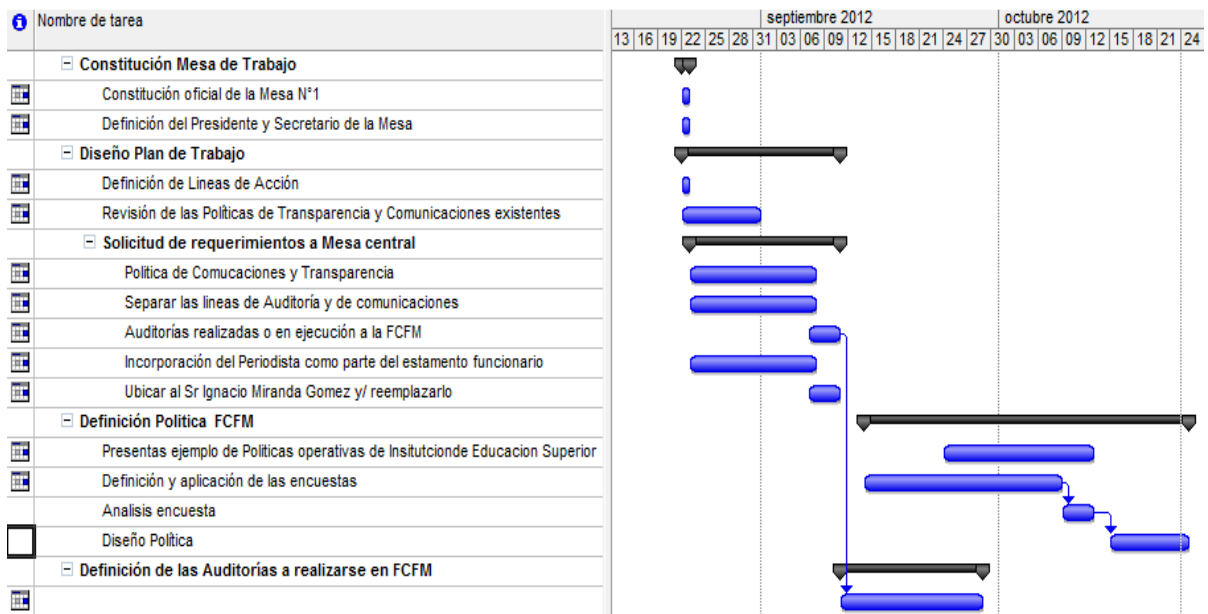 Nombre de tarea
septiembre 2012 octubre 2012
13 16 19 22 25 28 31 03 06 09 12 15 18 21 24 27 30 03 06 09 12 15 18 21 24
Constitución Mesa de Trabajo
Constitución oficial de la Mesa N°1
Definición del Presidente y Secretario de la Mesa
Diseño Plan de Trabajo
Definición de Lineas de Acción
Revisión de las Políticas de Transparencia y Comunicaciones existentes
Solicitud de requerimientos a Mesa central
Politica de Comucaciones y Transparencia
Separar las lineas de Auditoría y de comunicaciones
Auditorías realizadas o en ejecución a la FCFM
Incorporación del Periodista como parte del estamento funcionario
Ubicar al Sr Ignacio Miranda Gomez y/ reemplazarlo
Definición Politica FCFM
Presentas ejemplo de Politicas operativas de Insitutcionde Educacion Superior
Definición y aplicación de las encuestas
Analisis encuesta
Diseño Política
Definición de las Auditorías a realizarse en FCFM